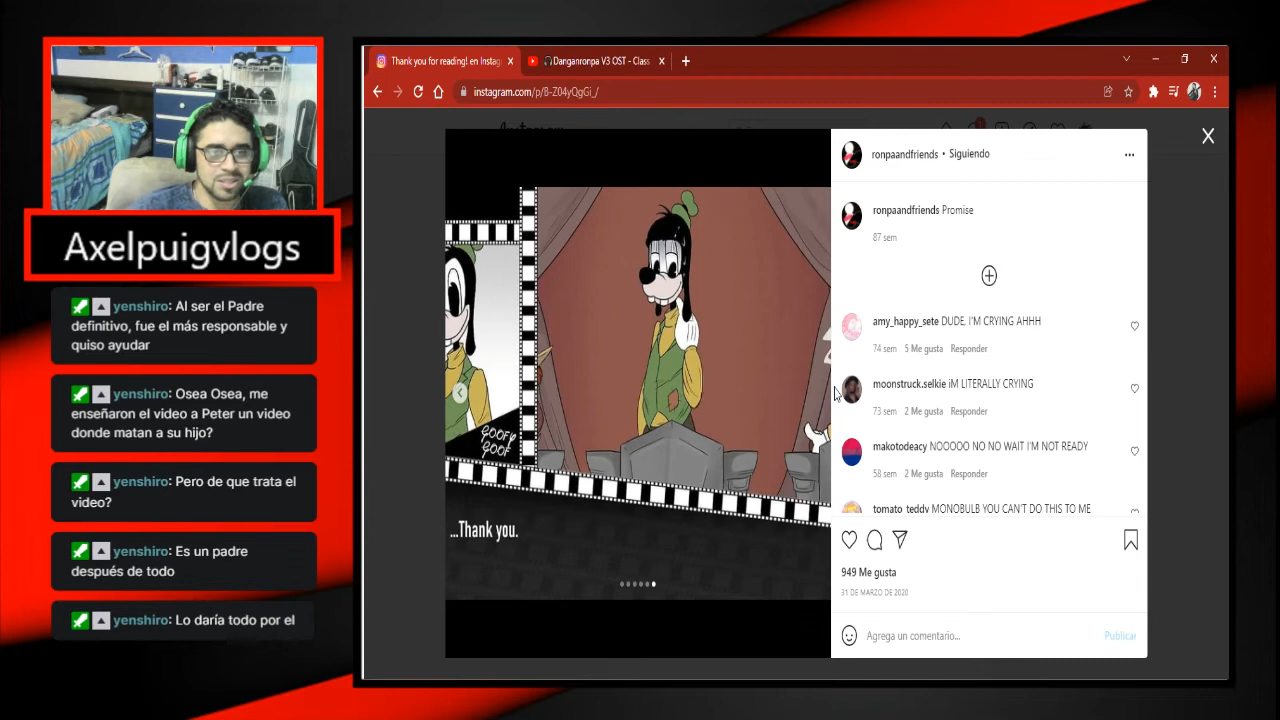 Axelpuigvlogs
yenshiro: Al ser el Padre
definitivo, fue el más responsable y
quiso ayudar
yenshiro: Osea Osea, me
enseñaron el video a Peter un video
donde matan a su hijo?
yenshiro: Pero de que trata el
video?
yenshiro: Es un padre
después de todo
yenshiro: Lo daría todo por el
Thank you for reading! en Instag
Danganronpa V3 OST - Class
instagram.com/p/B-Z04yQgGi_/
GOOFY
GOOF
...Thank you.
ronpaandfriends • Siguiendo
ronpaandfriends Promise
87 sem
amy_happy_sete DUDE, I'M CRYING AHHH
74 sem 5 Me gusta Responder
moonstruck.selkie iM LITERALLY CRYING
73 sem 2 Me gusta Responder
makotodeacy NOOOOO NO NO WAIT I'M NOT READY
58 sem 2 Me gusta Responder
tomato_teddy MONOBULB YOU CAN'T DO THIS TO ME
949 Me gusta
31 DE MARZO DE 2020
Agrega un comentario...
Publicar